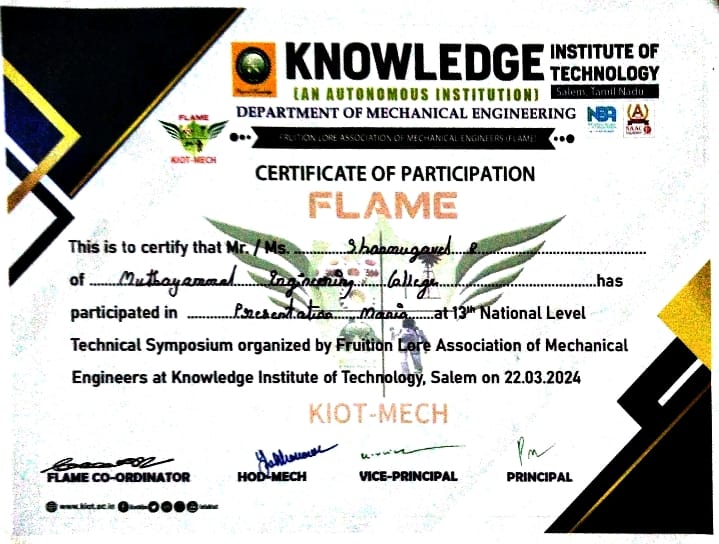 KNOWLEDGE INSTITUTE OF TECHNOLOGY
Salem, Tamil Nadu
(AN AUTONOMOUS INSTITUTION)
DEPARTMENT OF MECHANICAL ENGINEERING
NBA
NAAC
FLAME
KIOT-MECH
FRUITION LORE ASSOCIATION OF MECHANICAL ENGINEERS (FLAME)
CERTIFICATE OF PARTICIPATION
FLAME
This is to certify that Mr. / Ms. Shanmugavel R
of Muthayammal Engineering College has
participated in Presentation Mania at 13th National Level
Technical Symposium organized by Fruition Lore Association of Mechanical
Engineers at Knowledge Institute of Technology, Salem on 22.03.2024
KIOT-MECH
FLAME CO-ORDINATOR HOD-MECH VICE-PRINCIPAL PRINCIPAL
www.kiot.ac.in